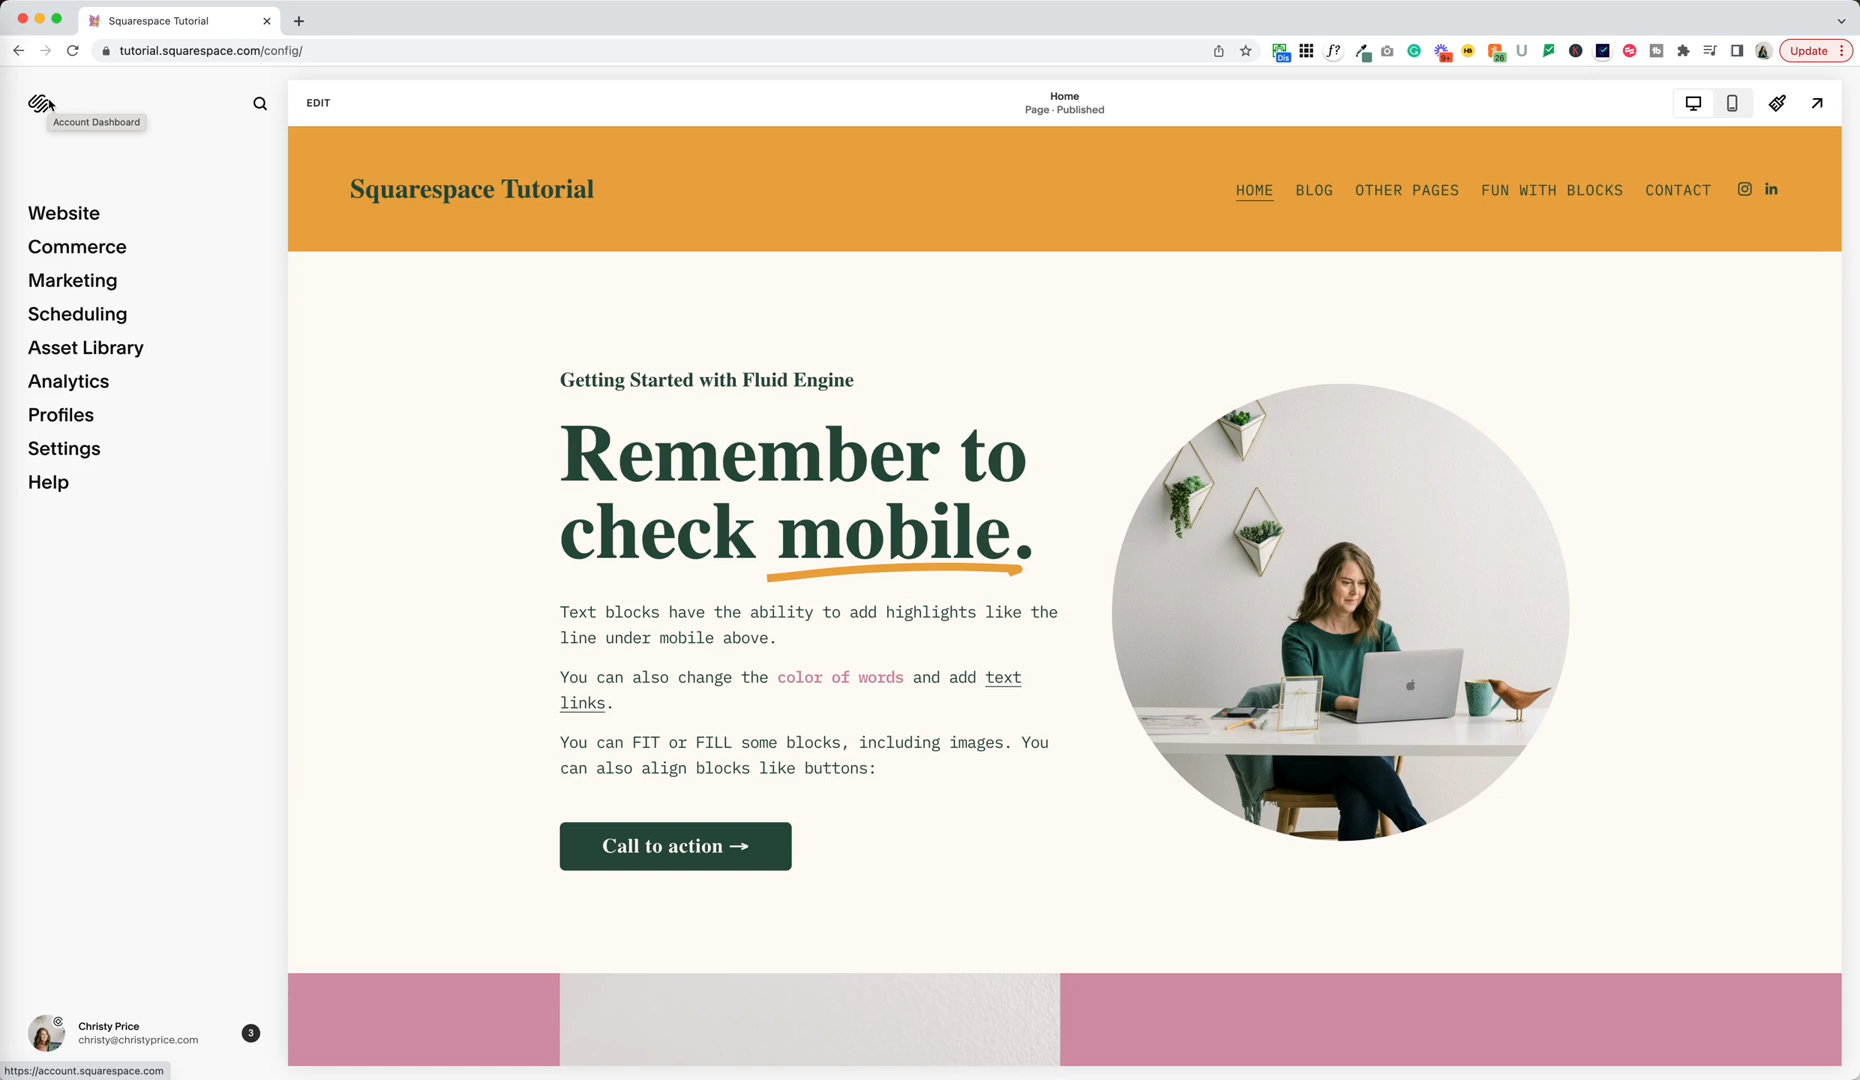 Squarespace Tutorial
tutorial.squarespace.com/config/
Update
Account Dashboard
Website
Commerce
Marketing
Scheduling
Asset Library
Analytics
Profiles
Settings
Help
Christy Price
christy@christyprice.com
3
https://account.squarespace.com
EDIT
Home
Page · Published
Squarespace Tutorial
HOME BLOG OTHER PAGES FUN WITH BLOCKS CONTACT
Getting Started with Fluid Engine
Remember to
check mobile.
Text blocks have the ability to add highlights like the
line under mobile above.
You can also change the color of words and add text
links.
You can FIT or FILL some blocks, including images. You
can also align blocks like buttons:
Call to action →